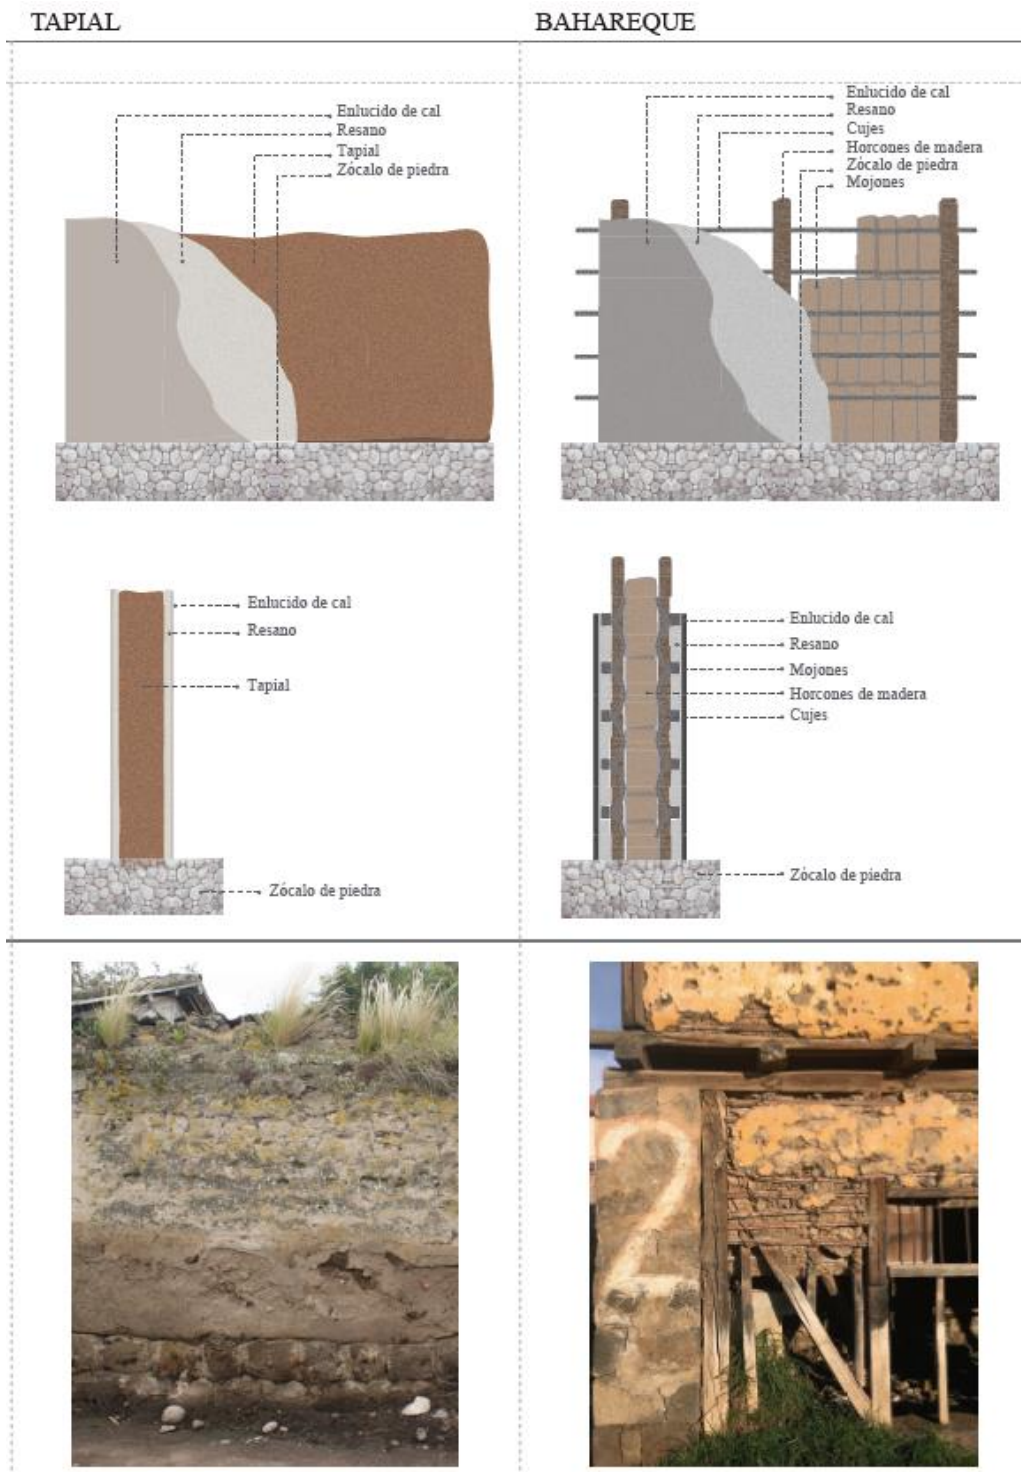 TAPIAL
BAHAREQUE
Enlucido de cal
Resano
Tapial
Zócalo de piedra
Enlucido de cal
Resano
Cujes
Horcones de madera
Zócalo de piedra
Mojones
Enlucido de cal
Resano
Tapial
Zócalo de piedra
Enlucido de cal
Resano
Mojones
Horcones de madera
Cujes
Zócalo de piedra
2